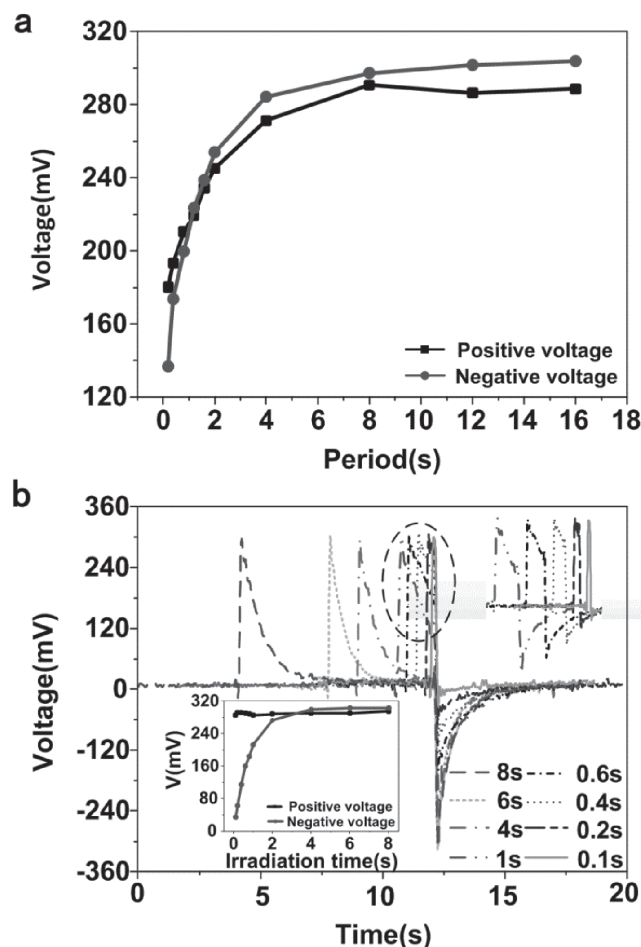 a
320
280
240
200
160
120
Voltage(mV)
Positive voltage
Negative voltage
0 2 4 6 8 10 12 14 16 18
Period(s)
b
360
240
120
0
-120
-240
-360
Voltage(mV)
320
240
160
80
0
V(mV)
Positive voltage
Negative voltage
0 2 4 6 8
Irradiation time(s)
8s 0.6s
6s 0.4s
4s 0.2s
1s 0.1s
0 5 10 15 20
Time(s)